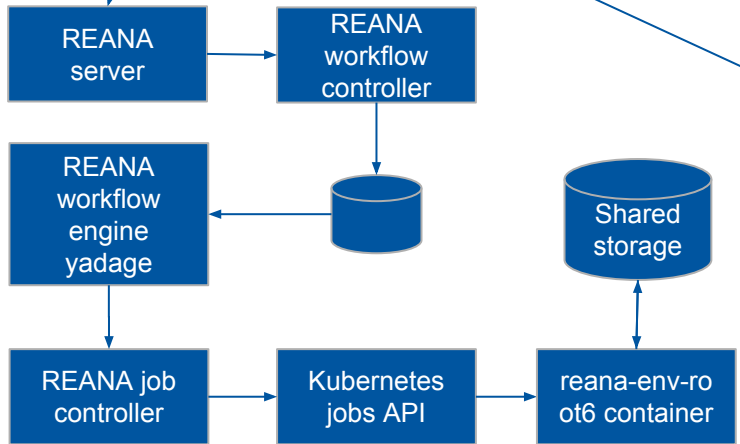 REANA
server
REANA
workflow
controller
REANA
workflow
engine
yadage
Shared
storage
REANA job
controller
Kubernetes
jobs API
reana-env-ro
ot6 container